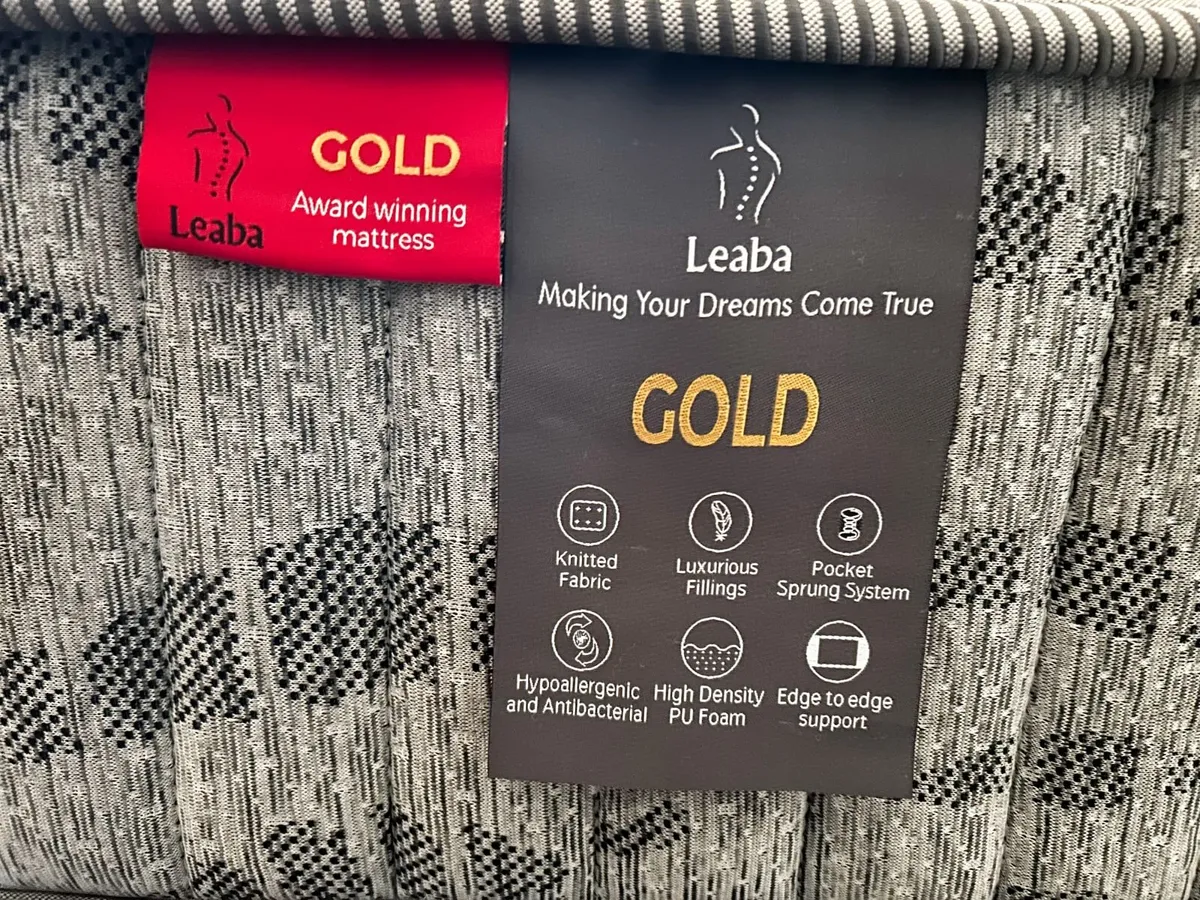 GOLD
Award winning
mattress
Leaba
Leaba
Making Your Dreams Come True
GOLD
Knitted
Fabric
Luxurious
Fillings
Pocket
Sprung System
Hypoallergenic
and Antibacterial
High Density
PU Foam
Edge to edge
support